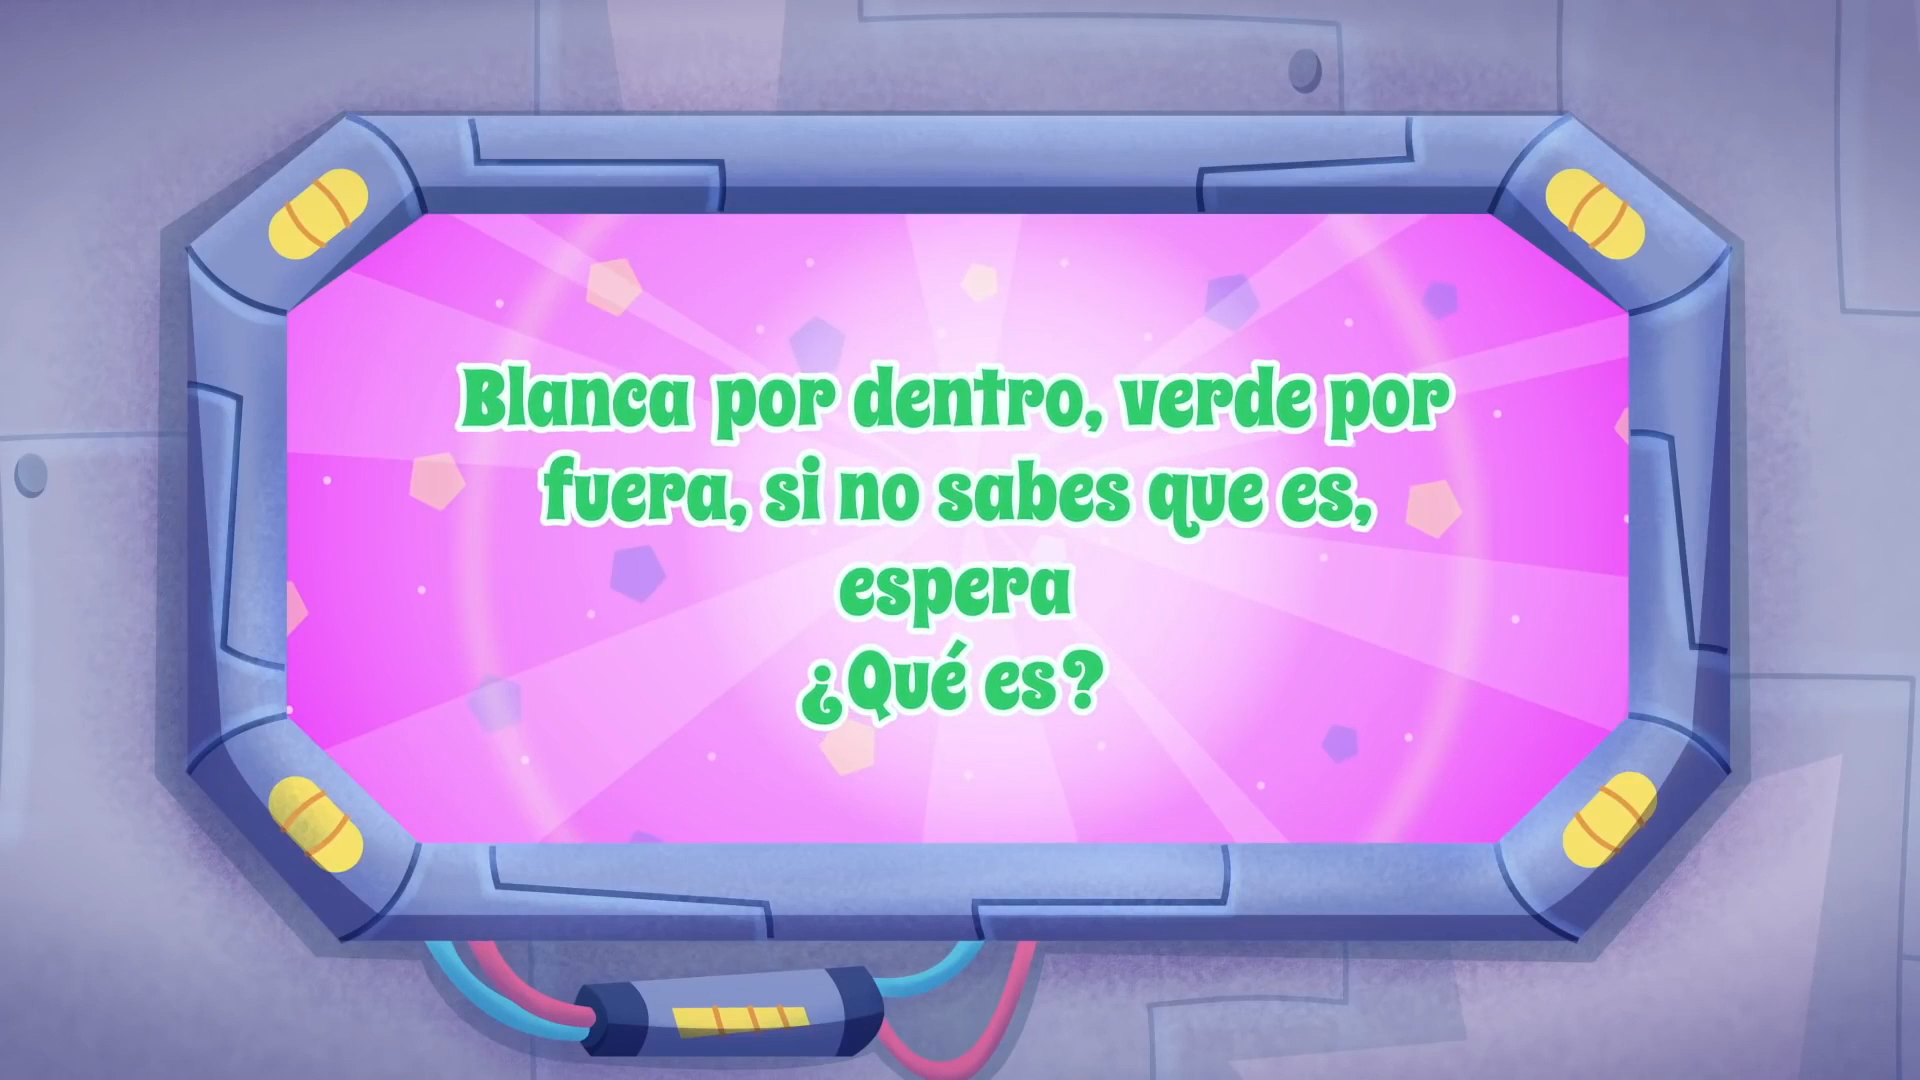 Blanca por dentro, verde por
fuera, si no sabes que es,
espera
¿Qué es?